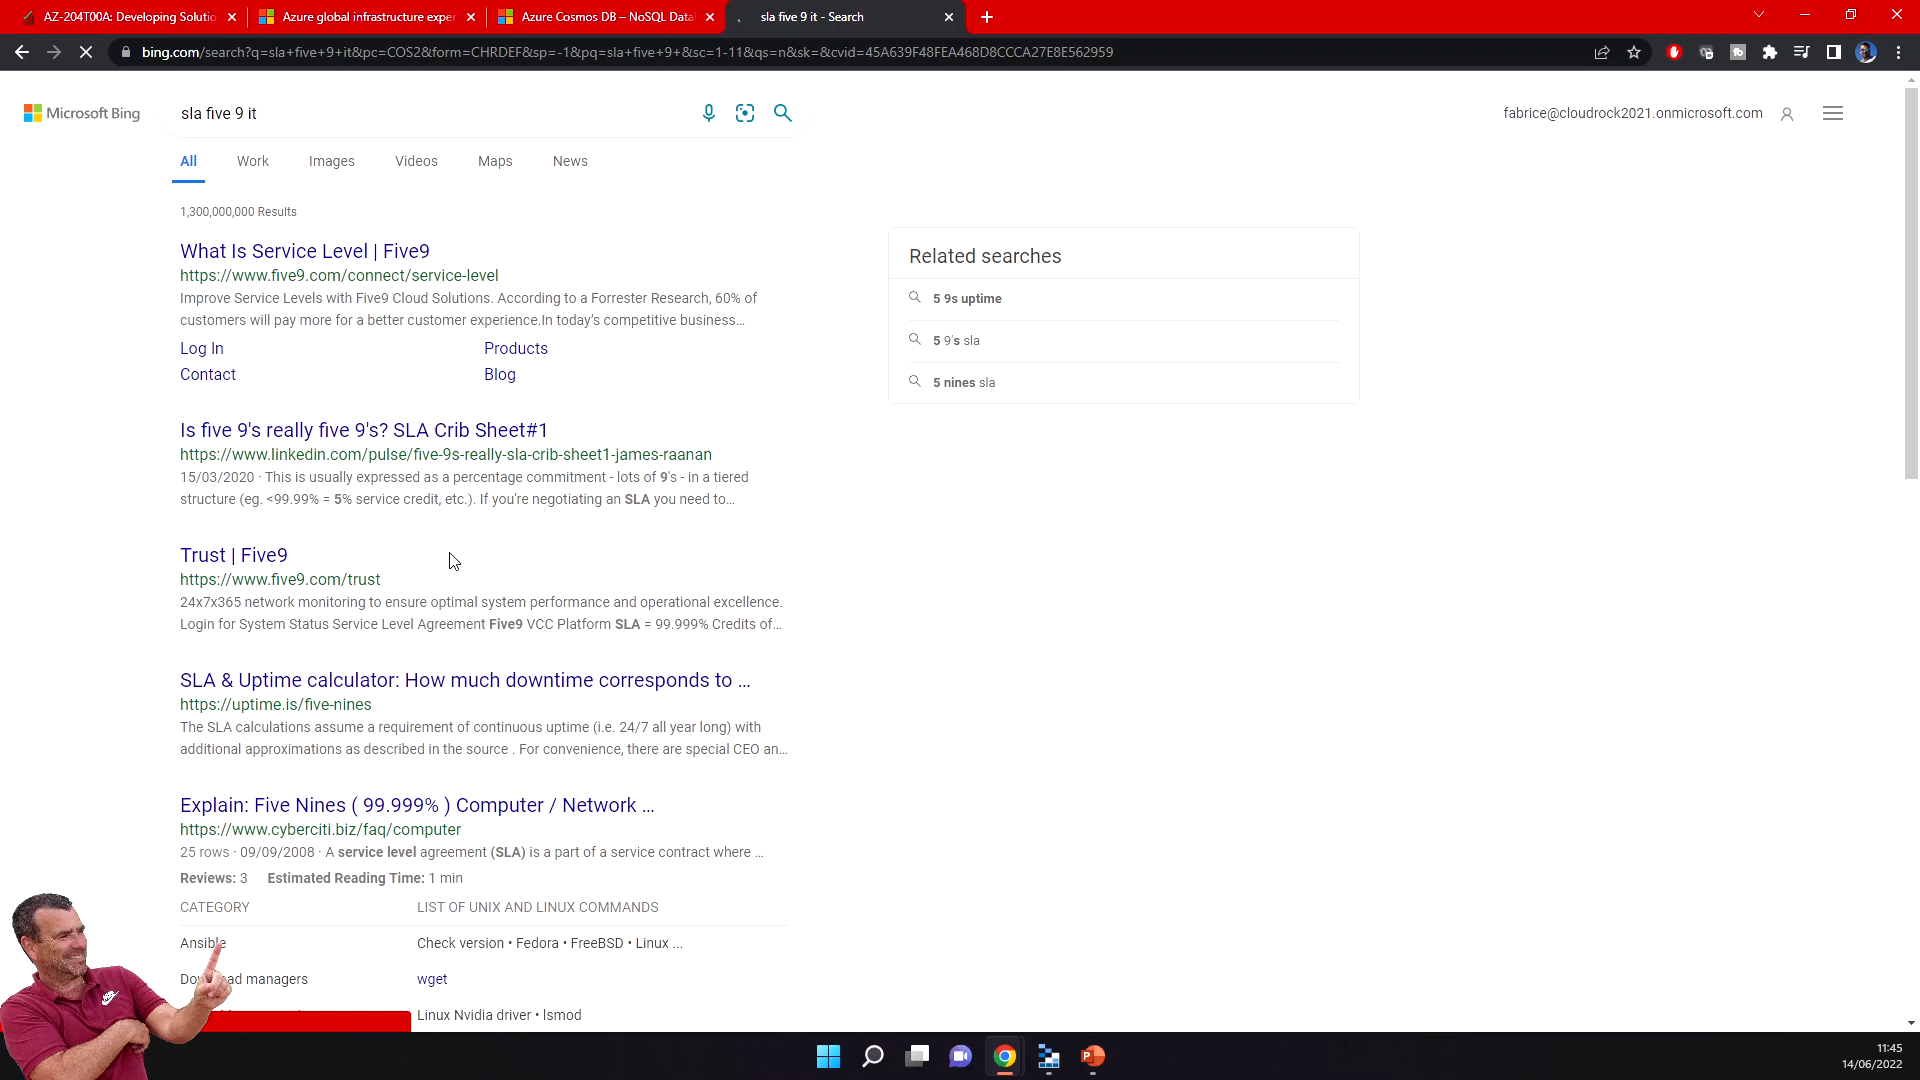 AZ-204T00A: Developing Solutio
Azure global infrastructure exper
Azure Cosmos DB – NoSQL Data
sla five 9 it - Search
bing.com/search?q=sla+five+9+it&pc=COS2&form=CHRDEF&sp=-1&pq=sla+five+9+&sc=1-11&qs=n&sk=&cvid=45A639F48FEA468D8CCCA27E8E562959
Microsoft Bing
sla five 9 it
fabrice@cloudrock2021.onmicrosoft.com
All Work Images Videos Maps News
1,300,000,000 Results
What Is Service Level | Five9
https://www.five9.com/connect/service-level
Improve Service Levels with Five9 Cloud Solutions. According to a Forrester Research, 60% of
customers will pay more for a better customer experience.In today's competitive business...
Log In Products
Contact Blog
Is five 9's really five 9's? SLA Crib Sheet#1
https://www.linkedin.com/pulse/five-9s-really-sla-crib-sheet1-james-raanan
15/03/2020 · This is usually expressed as a percentage commitment - lots of 9's - in a tiered
structure (eg. <99.99% = 5% service credit, etc.). If you're negotiating an SLA you need to...
Trust | Five9
https://www.five9.com/trust
24x7x365 network monitoring to ensure optimal system performance and operational excellence.
Login for System Status Service Level Agreement Five9 VCC Platform SLA = 99.999% Credits of...
SLA & Uptime calculator: How much downtime corresponds to ...
https://uptime.is/five-nines
The SLA calculations assume a requirement of continuous uptime (i.e. 24/7 all year long) with
additional approximations as described in the source . For convenience, there are special CEO an...
Explain: Five Nines ( 99.999% ) Computer / Network ...
https://www.cyberciti.biz/faq/computer
25 rows · 09/09/2008 · A service level agreement (SLA) is a part of a service contract where ...
Reviews: 3 Estimated Reading Time: 1 min
CATEGORY LIST OF UNIX AND LINUX COMMANDS
Ansible Check version • Fedora • FreeBSD • Linux ...
managers wget
Linux Nvidia driver • lsmod
Related searches
5 9s uptime
5 9's sla
5 nines sla
11:45
14/06/2022